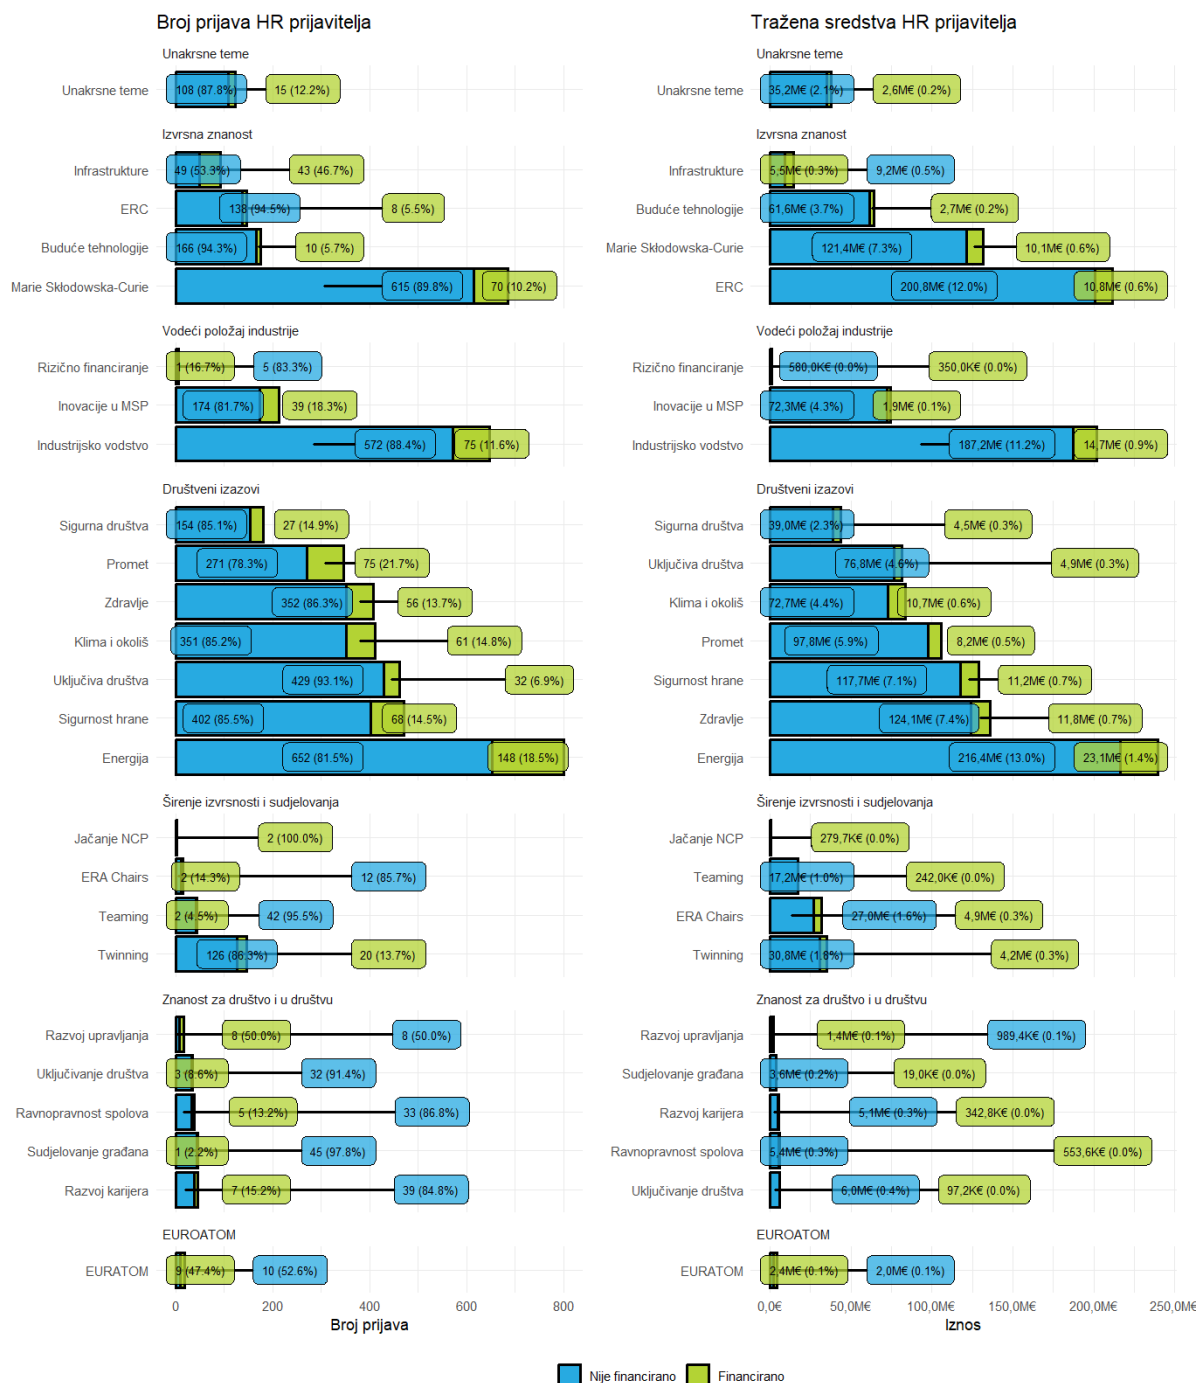 Broj prijava HR prijavitelja
Unakrsne teme
Unakrsne teme 108 (87.8%) 15 (12.2%)
Izvrsna znanost
Infrastrukture 49 (53.3%) 43 (46.7%)
ERC 138 (94.5%) 8 (5.5%)
Buduće tehnologije 166 (94.3%) 10 (5.7%)
Marie Skłodowska-Curie 615 (89.8%) 70 (10.2%)
Vodeći položaj industrije
Rizično financiranje 1 (16.7%) 5 (83.3%)
Inovacije u MSP 174 (81.7%) 39 (18.3%)
Industrijsko vodstvo 572 (88.4%) 75 (11.6%)
Društveni izazovi
Sigurna društva 154 (85.1%) 27 (14.9%)
Promet 271 (78.3%) 75 (21.7%)
Zdravlje 352 (86.3%) 56 (13.7%)
Klima i okoliš 351 (85.2%) 61 (14.8%)
Uključiva društva 429 (93.1%) 32 (6.9%)
Sigurnost hrane 402 (85.5%) 68 (14.5%)
Energija 652 (81.5%) 148 (18.5%)
Širenje izvrsnosti i sudjelovanja
Jačanje NCP 2 (100.0%)
ERA Chairs 2 (14.3%) 12 (85.7%)
Teaming 2 (4.5%) 42 (95.5%)
Twinning 126 (86.3%) 20 (13.7%)
Znanost za društvo i u društvu
Razvoj upravljanja 8 (50.0%) 8 (50.0%)
Uključivanje društva 3 (8.6%) 32 (91.4%)
Ravnopravnost spolova 5 (13.2%) 33 (86.8%)
Sudjelovanje građana 1 (2.2%) 45 (97.8%)
Razvoj karijera 7 (15.2%) 39 (84.8%)
EUROATOM
EURATOM 9 (47.4%) 10 (52.6%)
0 200 400 600 800
Broj prijava
Tražena sredstva HR prijavitelja
Unakrsne teme
Unakrsne teme 35,2M€ (2.1%) 2,6M€ (0.2%)
Izvrsna znanost
Infrastrukture 5,5M€ (0.3%) 9,2M€ (0.5%)
Buduće tehnologije 61,6M€ (3.7%) 2,7M€ (0.2%)
Marie Skłodowska-Curie 121,4M€ (7.3%) 10,1M€ (0.6%)
ERC 200,8M€ (12.0%) 10,8M€ (0.6%)
Vodeći položaj industrije
Rizično financiranje 580,0K€ (0.0%) 350,0K€ (0.0%)
Inovacije u MSP 72,3M€ (4.3%) 1,9M€ (0.1%)
Industrijsko vodstvo 187,2M€ (11.2%) 14,7M€ (0.9%)
Društveni izazovi
Sigurna društva 39,0M€ (2.3%) 4,5M€ (0.3%)
Uključiva društva 76,8M€ (4.6%) 4,9M€ (0.3%)
Klima i okoliš 72,7M€ (4.4%) 10,7M€ (0.6%)
Promet 97,8M€ (5.9%) 8,2M€ (0.5%)
Sigurnost hrane 117,7M€ (7.1%) 11,2M€ (0.7%)
Zdravlje 124,1M€ (7.4%) 11,8M€ (0.7%)
Energija 216,4M€ (13.0%) 23,1M€ (1.4%)
Širenje izvrsnosti i sudjelovanja
Jačanje NCP 279,7K€ (0.0%)
Teaming 17,2M€ (1.0%) 242,0K€ (0.0%)
ERA Chairs 27,0M€ (1.6%) 4,9M€ (0.3%)
Twinning 30,8M€ (1.8%) 4,2M€ (0.3%)
Znanost za društvo i u društvu
Razvoj upravljanja 1,4M€ (0.1%) 989,4K€ (0.1%)
Sudjelovanje građana 3,6M€ (0.2%) 19,0K€ (0.0%)
Razvoj karijera 5,1M€ (0.3%) 342,8K€ (0.0%)
Ravnopravnost spolova 5,4M€ (0.3%) 553,6K€ (0.0%)
Uključivanje društva 6,0M€ (0.4%) 97,2K€ (0.0%)
EUROATOM
EURATOM 2,4M€ (0.1%) 2,0M€ (0.1%)
0,0€ 50,0M€ 100,0M€ 150,0M€ 200,0M€ 250,0M€
Iznos
Nije financirano Financirano